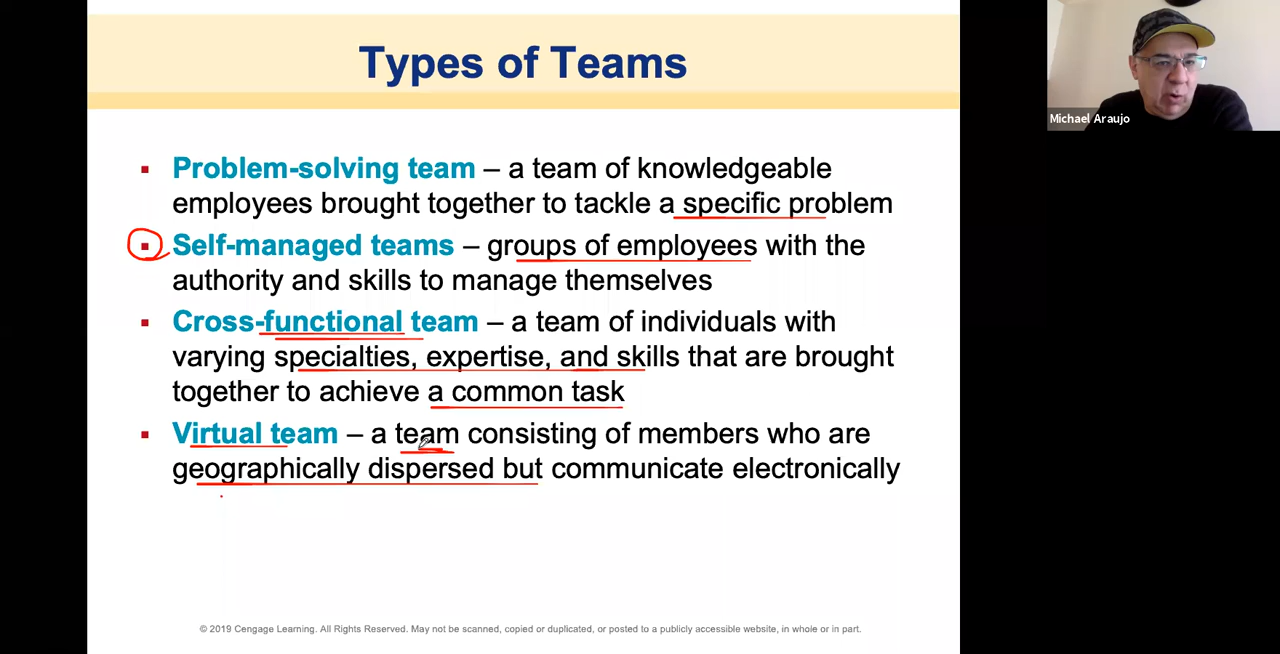 Types of Teams
Michael Araujo
▪ Problem-solving team – a team of knowledgeable
employees brought together to tackle a specific problem
▪ Self-managed teams – groups of employees with the
authority and skills to manage themselves
▪ Cross-functional team – a team of individuals with
varying specialties, expertise, and skills that are brought
together to achieve a common task
▪ Virtual team – a team consisting of members who are
geographically dispersed but communicate electronically
© 2019 Cengage Learning. All Rights Reserved. May not be scanned, copied or duplicated, or posted to a publicly accessible website, in whole or in part.